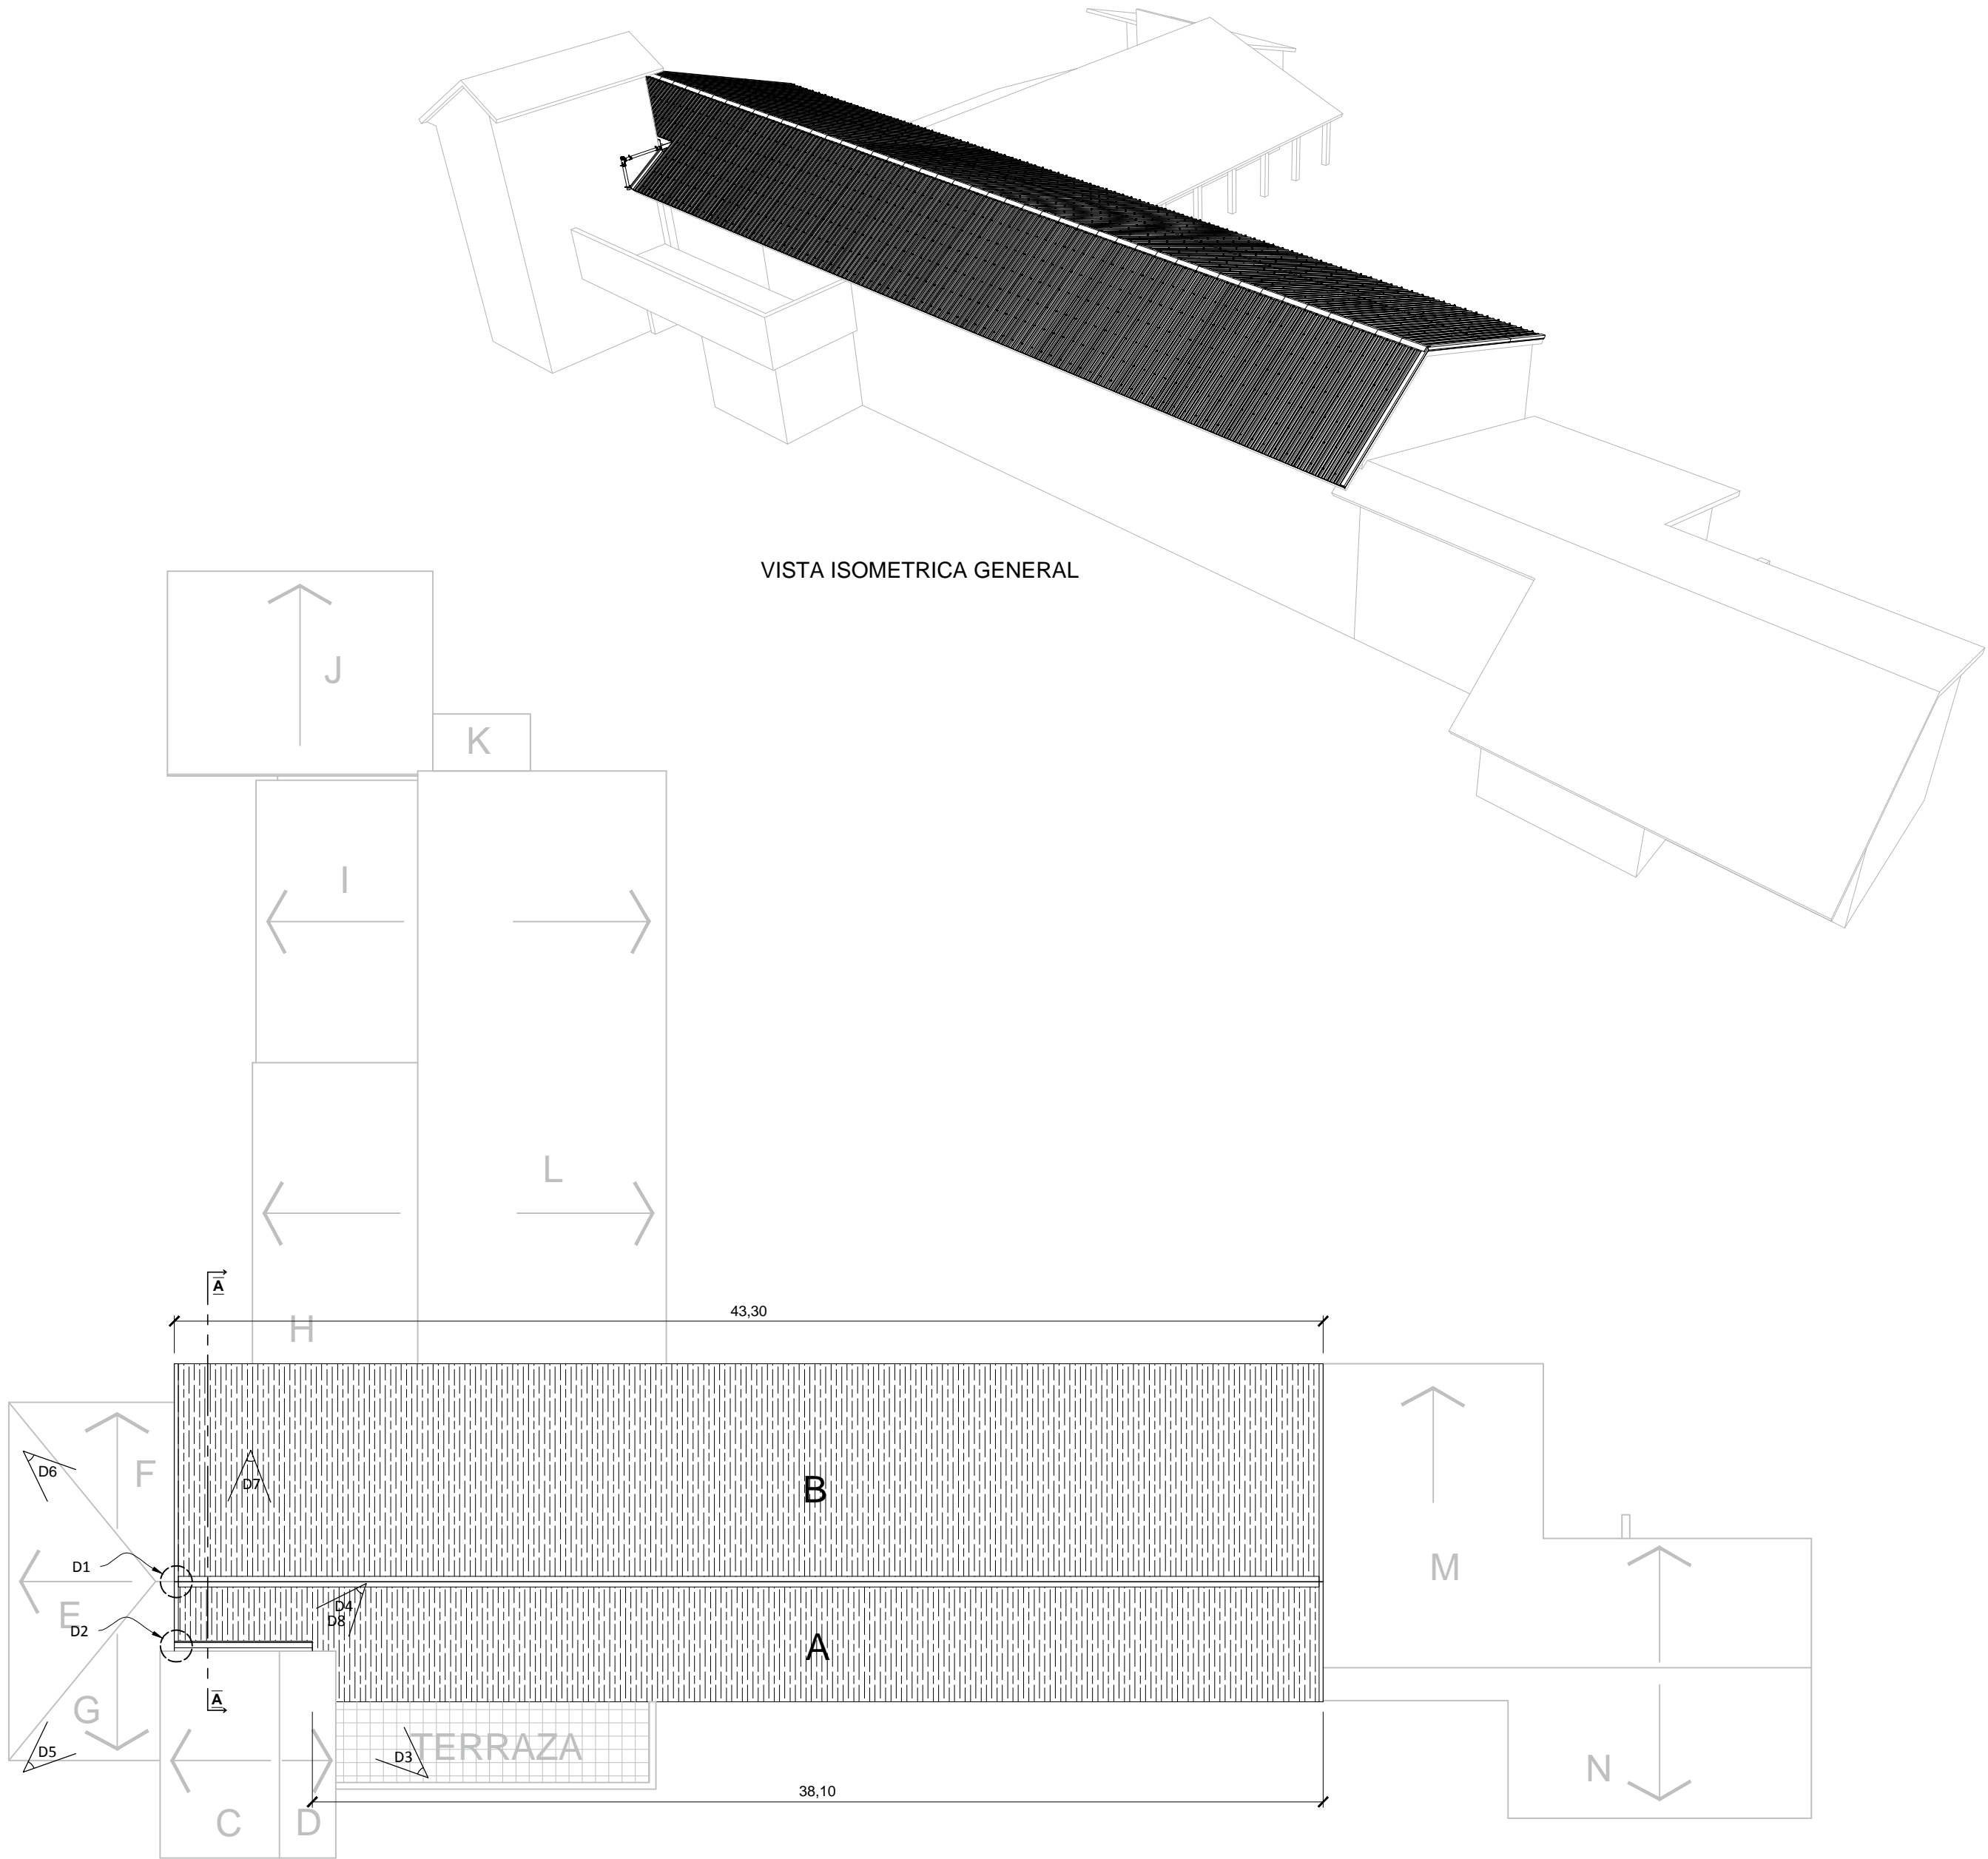 VISTA ISOMETRICA GENERAL
J
K
I
L
A
H
43,30
F
D6
D7
B
D1
M
D4
E
D8
D2
A
A
G
TERRAZA
D5
D3
N
38,10
C
D